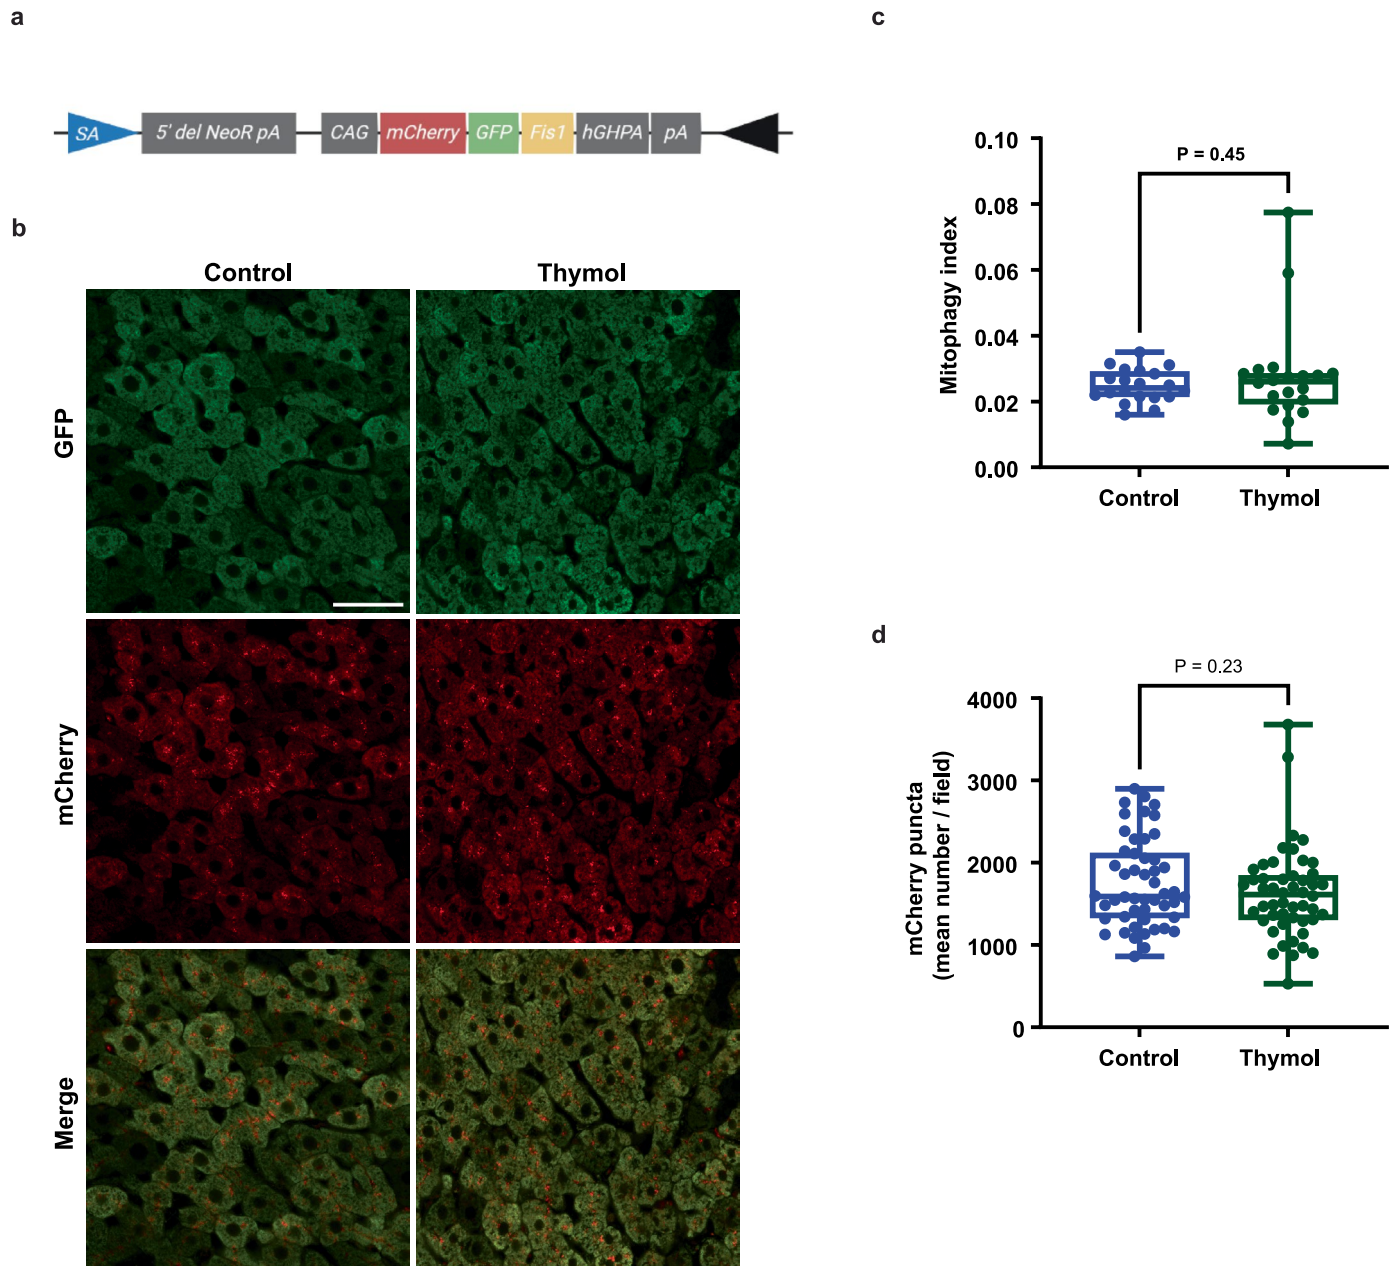 a
SA
5' del NeoR pA
CAG
mCherry
GFP
Fis1
hGHPA
pA
b
Control
Thymol
GFP
mCherry
Merge
c
P = 0.45
Mitophagy index
0.10
0.08
0.06
0.04
0.02
0.00
Control
Thymol
d
P = 0.23
mCherry puncta
(mean number / field)
4000
3000
2000
1000
0
Control
Thymol